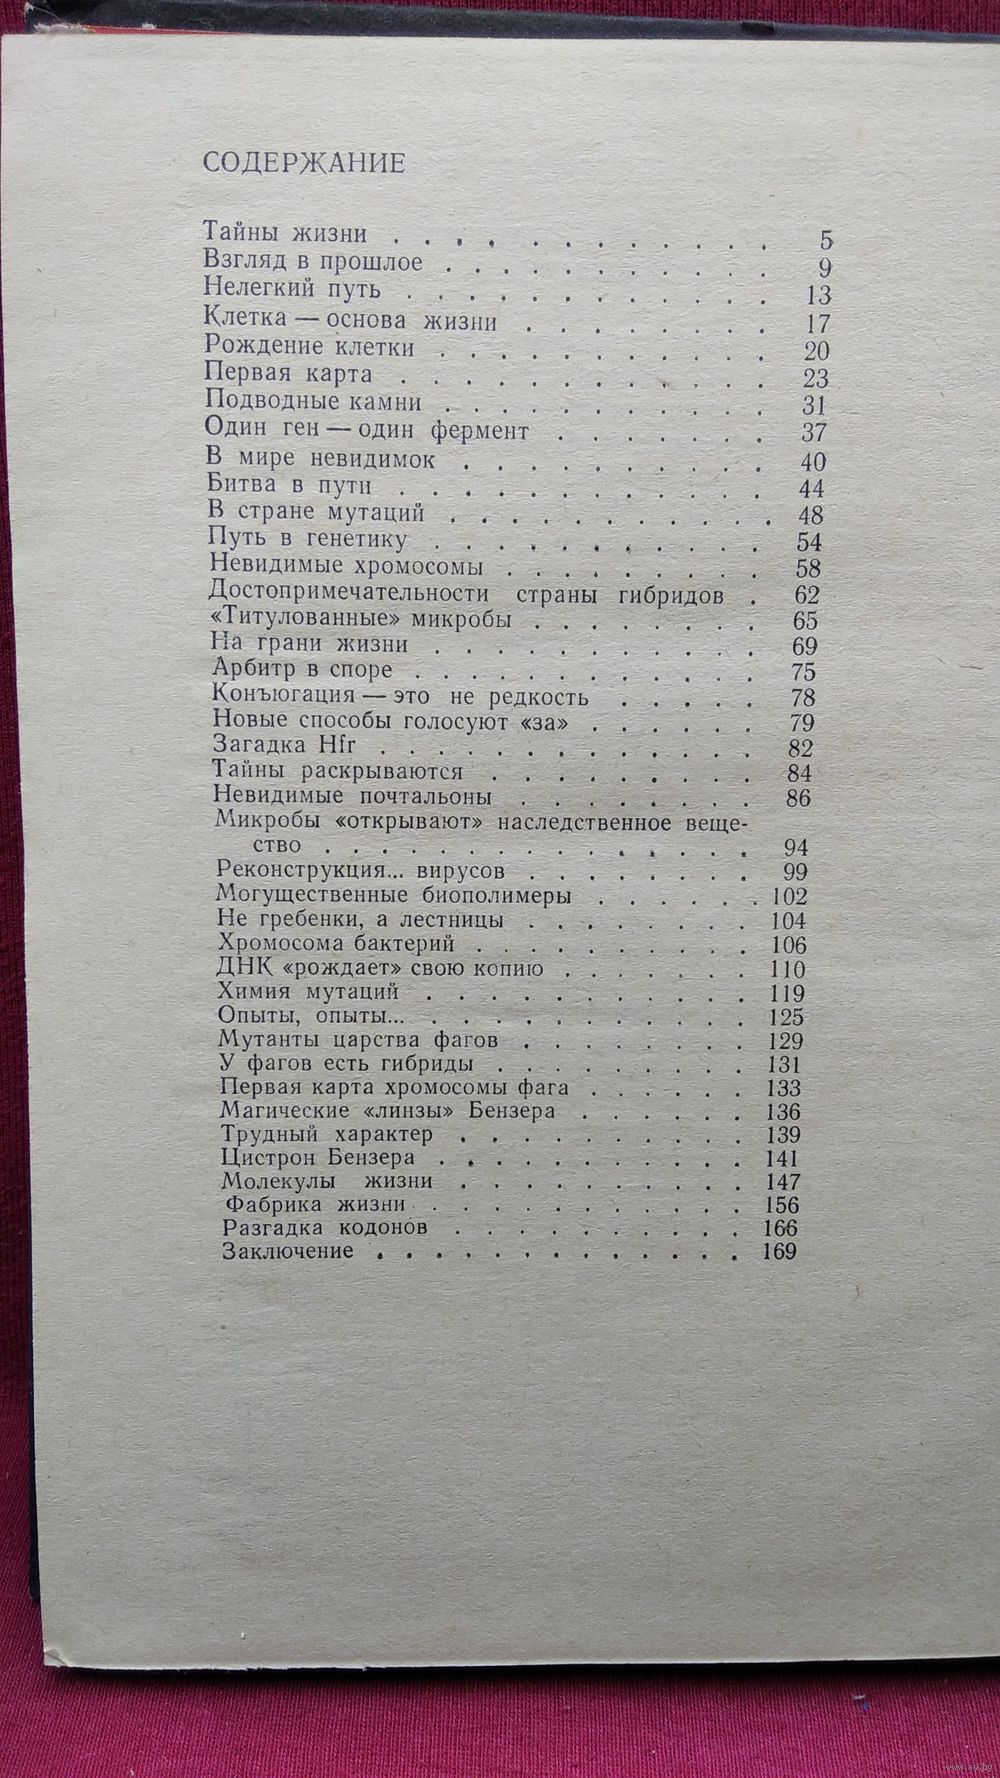 СОДЕРЖАНИЕ
Тайны жизни . . . . . . . . . . . . . 5
Взгляд в прошлое . . . . . . . . . . . 9
Нелегкий путь . . . . . . . . . . . . 13
Клетка — основа жизни . . . . . . . . 17
Рождение клетки . . . . . . . . . . . 20
Первая карта . . . . . . . . . . . . 23
Подводные камни . . . . . . . . . . . 31
Один ген — один фермент . . . . . . . 37
В мире невидимок . . . . . . . . . . 40
Битва в пути . . . . . . . . . . . . 44
В стране мутаций . . . . . . . . . . . 48
Путь в генетику . . . . . . . . . . . 54
Невидимые хромосомы . . . . . . . . . 58
Достопримечательности страны гибридов . 62
«Титулованные» микробы . . . . . . . . 65
На грани жизни . . . . . . . . . . . 69
Арбитр в споре . . . . . . . . . . . . 75
Конъюгация — это не редкость . . . . . 78
Новые способы голосуют «за» . . . . . . 79
Загадка Hfr . . . . . . . . . . . . . 82
Тайны раскрываются . . . . . . . . . 84
Невидимые почтальоны . . . . . . . . 86
Микробы «открывают» наследственное веще-
ство . . . . . . . . . . . . . . . 94
Реконструкция... вирусов . . . . . . . . 99
Могущественные биополимеры . . . . . . 102
Не гребенки, а лестницы . . . . . . . . 104
Хромосома бактерий . . . . . . . . . . 106
ДНК «рождает» свою копию . . . . . . . 110
Химия мутаций . . . . . . . . . . . 119
Опыты, опыты... . . . . . . . . . . . 125
Мутанты царства фагов . . . . . . . . 129
У фагов есть гибриды . . . . . . . . . 131
Первая карта хромосомы фага . . . . . . 133
Магические «линзы» Бензера . . . . . . 136
Трудный характер . . . . . . . . . . 139
Цистрон Бензера . . . . . . . . . . . 141
Молекулы жизни . . . . . . . . . . 147
Фабрика жизни . . . . . . . . . . . 156
Разгадка кодонов . . . . . . . . . . 166
Заключение . . . . . . . . . . . . . 169
www.av.by